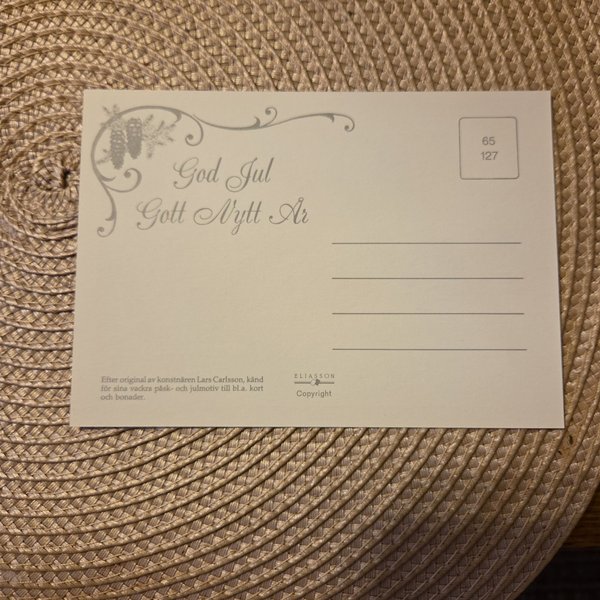 God Jul
Gott Nytt År
65
127
Efter original av konstnären Lars Carlsson, känd
för sina vackra påsk- och julmotiv till bl.a. kort
och bonader.
ELIASSON
Copyright